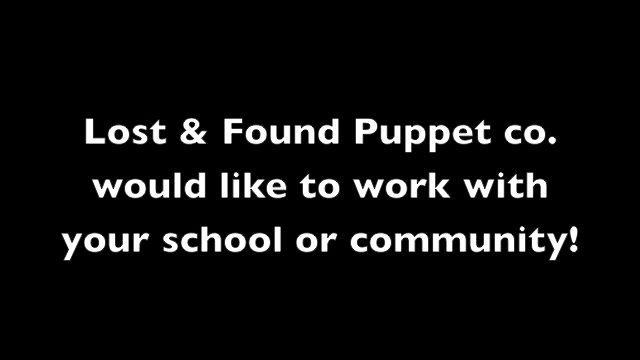 Lost & Found Puppet co.
would like to work with
your school or community!